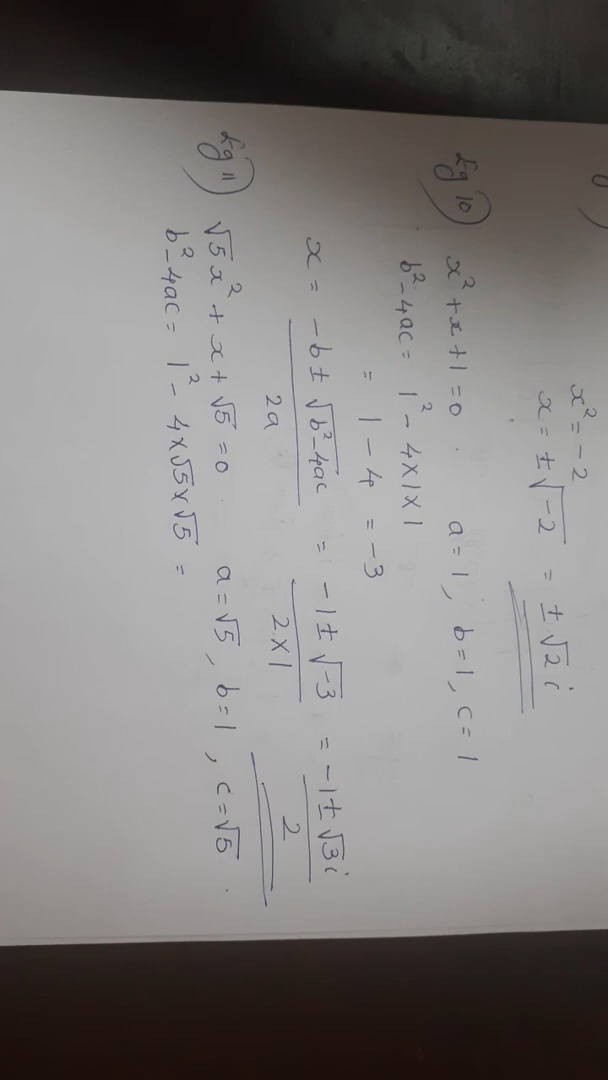 x² = -2
x = ±√-2 = ±√2 i
Eg 10) x² + x + 1 = 0 . a = 1, b = 1, c = 1
b² - 4ac = 1² - 4×1×1
= 1 - 4 = -3
x = -b ± √b²-4ac / 2a = -1 ± √-3 / 2×1 = -1 ± √3 i / 2
Eg 11) √5 x² + x + √5 = 0 . a = √5, b = 1, c = √5 .
b² - 4ac = 1² - 4×√5×√5 =